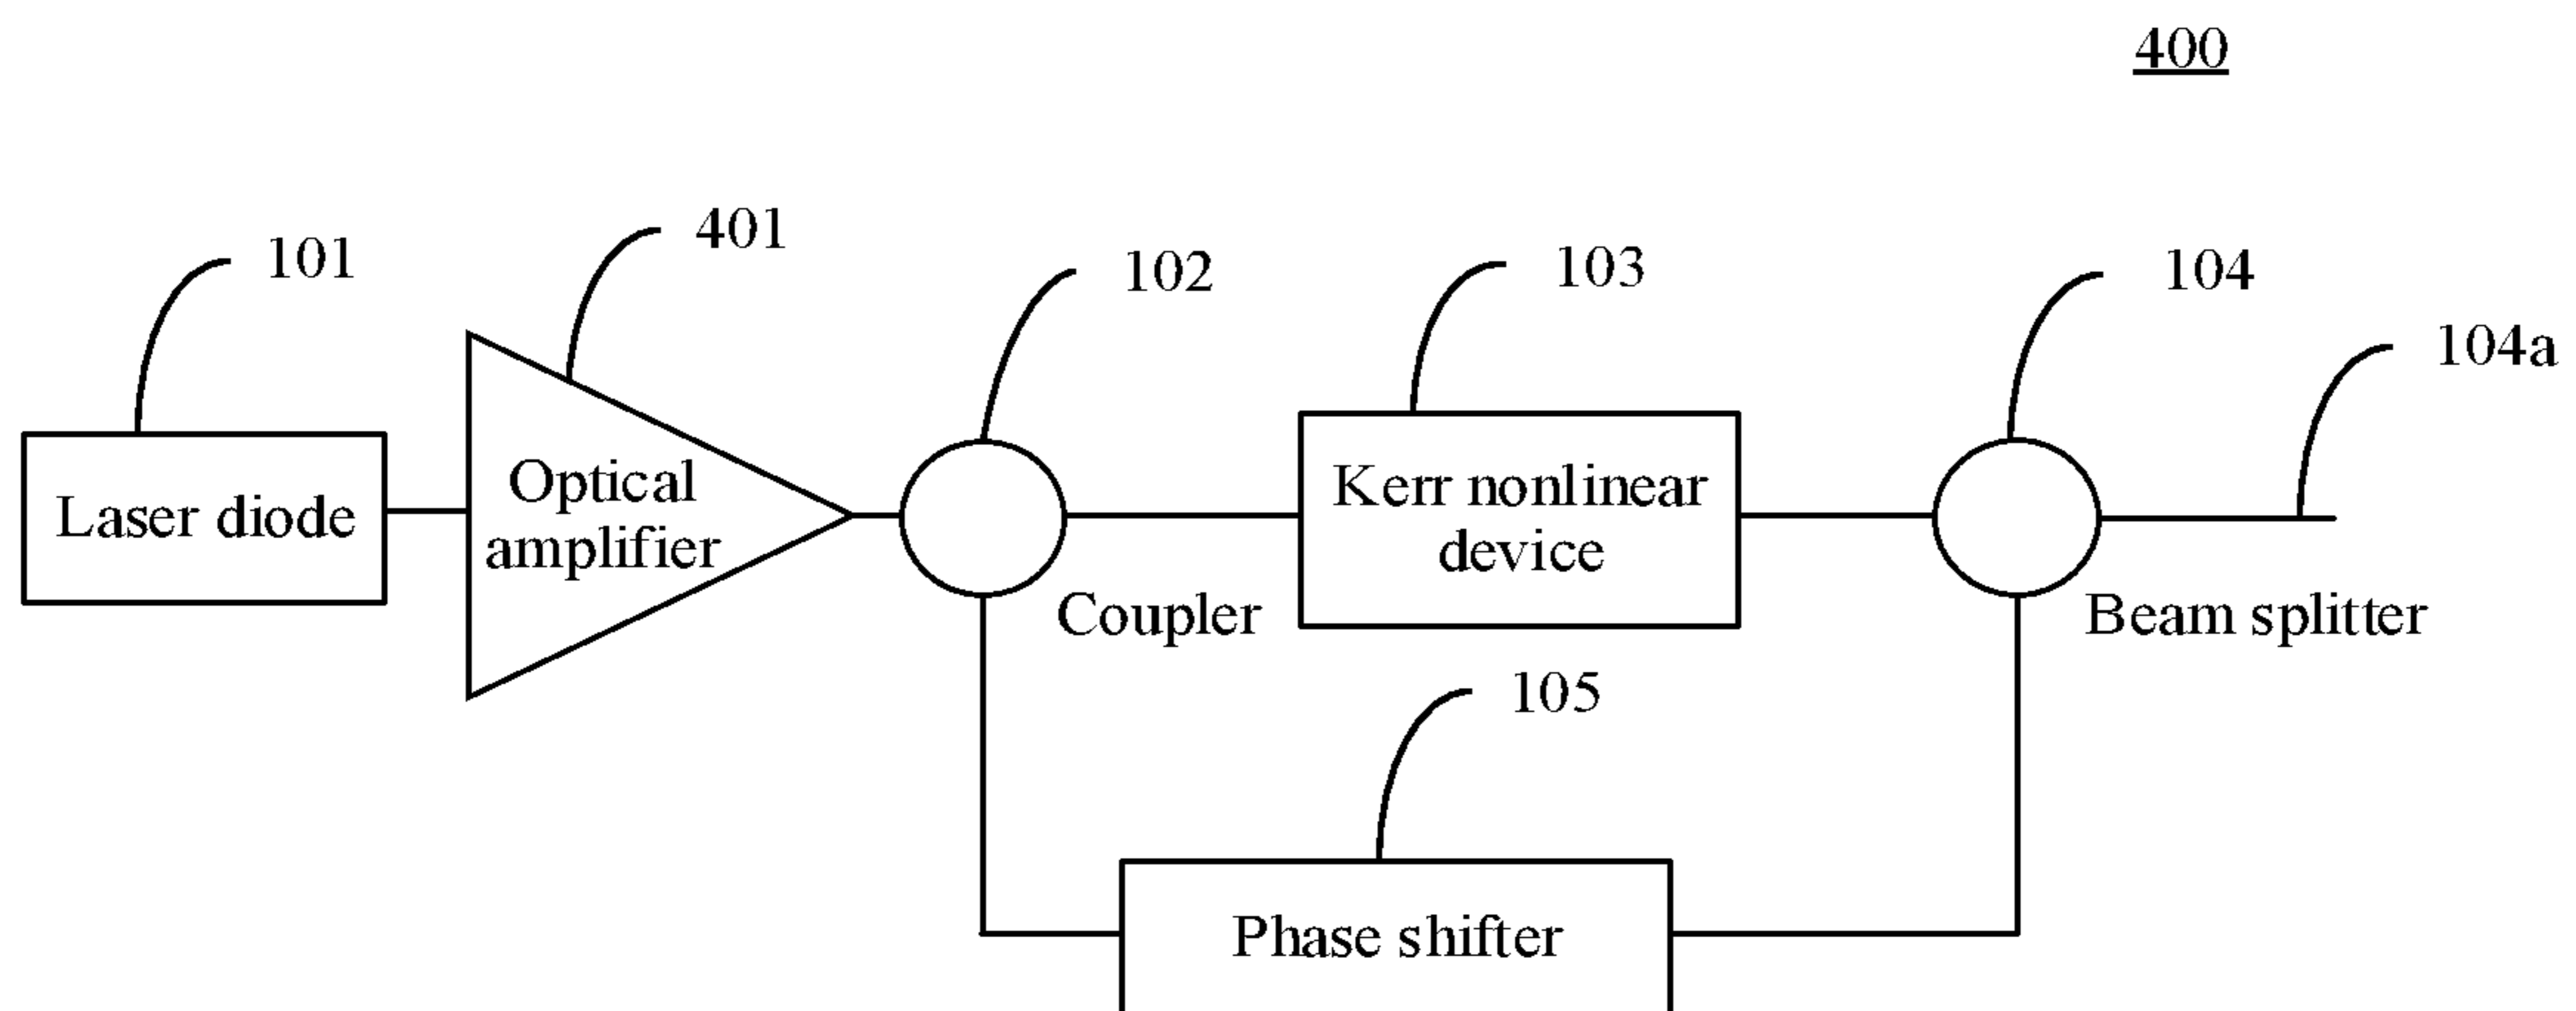 400
101
401
102
103
104
104a
Laser diode
Optical
amplifier
Coupler
Kerr nonlinear
device
Beam splitter
105
Phase shifter